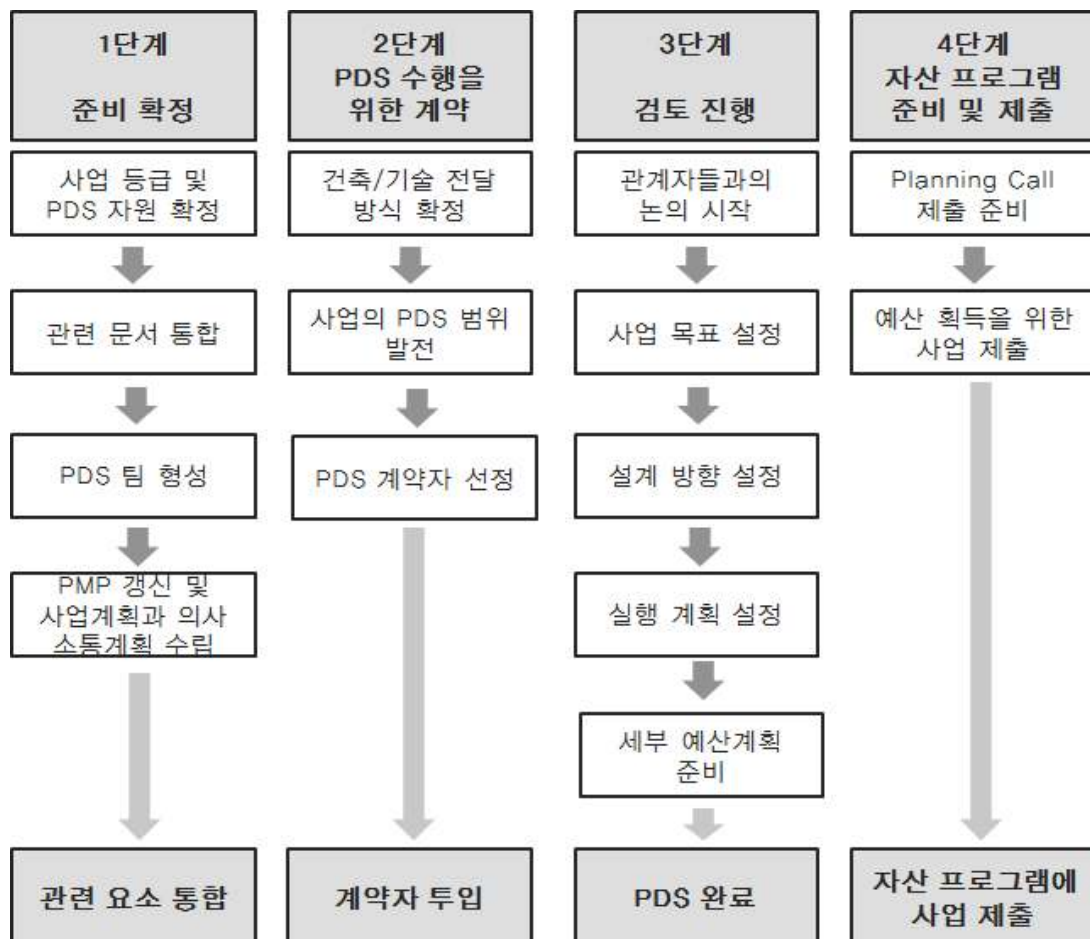 1단계
준비 확정
사업 등급 및
PDS 자원 확정
관련 문서 통합
PDS 팀 형성
PMP 갱신 및
사업계획과 의사
소통계획 수립
관련 요소 통합
2단계
PDS 수행을
위한 계약
건축/기술 전달
방식 확정
사업의 PDS 범위
발전
PDS 계약자 선정
계약자 투입
3단계
검토 진행
관계자들과의
논의 시작
사업 목표 설정
설계 방향 설정
실행 계획 설정
세부 예산계획
준비
PDS 완료
4단계
자산 프로그램
준비 및 제출
Planning Call
제출 준비
예산 획득을 위한
사업 제출
자산 프로그램에
사업 제출